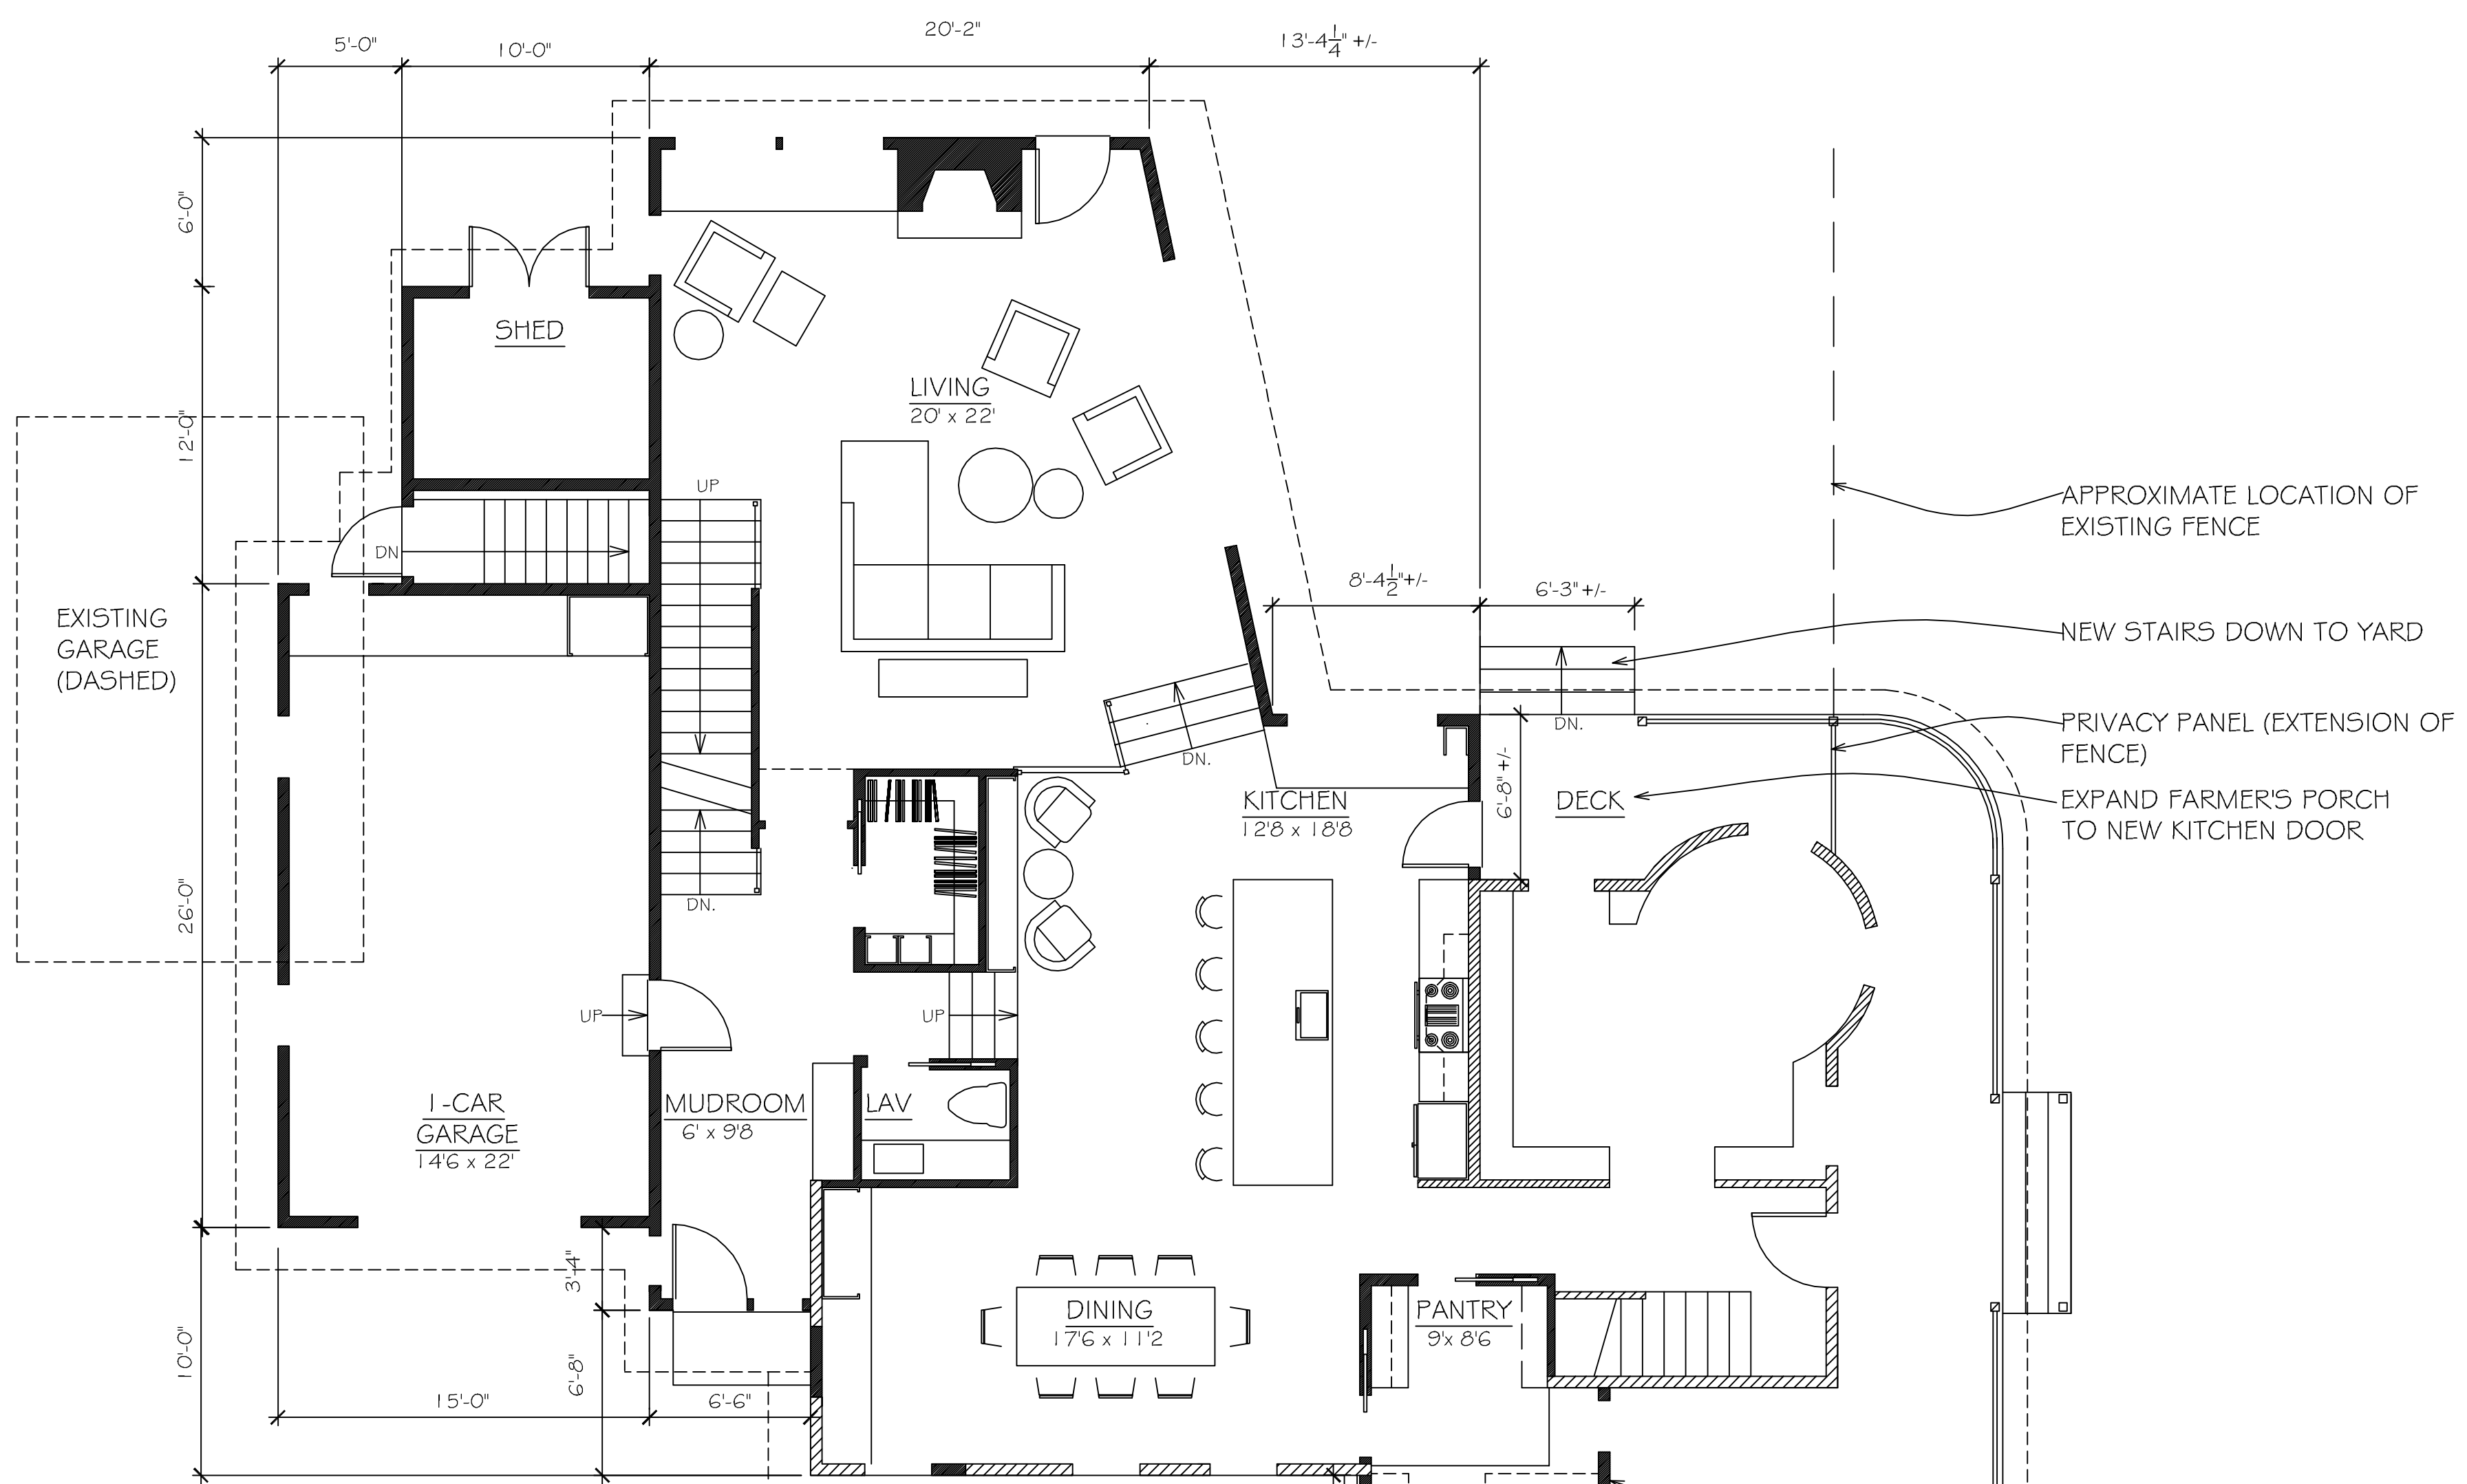 5'-0"
10'-0"
20'-2"
13'-4 1/4" +/-
6'-0"
12'-0"
26'-0"
10'-0"
SHED
LIVING
20' x 22'
UP
DN
EXISTING
GARAGE
(DASHED)
APPROXIMATE LOCATION OF
EXISTING FENCE
8'-4 1/2"+/-
6'-3" +/-
NEW STAIRS DOWN TO YARD
DN.
DN.
PRIVACY PANEL (EXTENSION OF
FENCE)
6'-8" +/-
KITCHEN
12'8 x 18'8
DECK
EXPAND FARMER'S PORCH
TO NEW KITCHEN DOOR
DN.
UP
UP
1-CAR
GARAGE
14'6 x 22'
MUDROOM
6' x 9'8
LAV
3'-4"
6'-8"
DINING
17'6 x 11'2
PANTRY
9'x 8'6
15'-0"
6'-6"